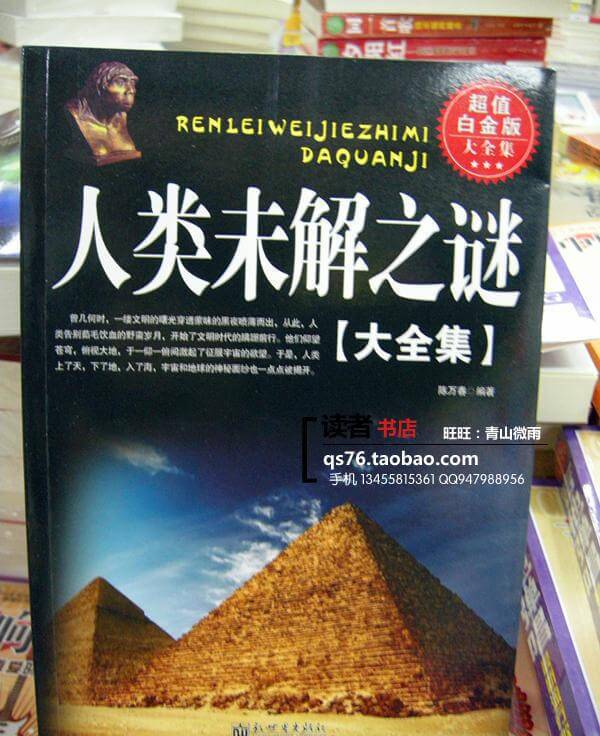 REN1EIWEIJIEZHIMI
DAQUANJI
超值
白金版
大全集
人类未解之谜
曾几何时，一缕文明的曙光穿透蒙昧的黑夜喷薄而出，从此，人
类告别茹毛饮血的野蛮岁月，开始了文明时代的蹒跚前行。他们仰望
苍穹，俯视大地，于一仰一俯间激起了征服宇宙的欲望。于是，人类
上了天，下了地，入了海，宇宙和地球的神秘面纱也一点点被揭开。
【大全集】
陈万春◎编著
读者 书店
旺旺：青山微雨
qs76.taobao.com
手机 13455815361 QQ947988956
新世界出版社